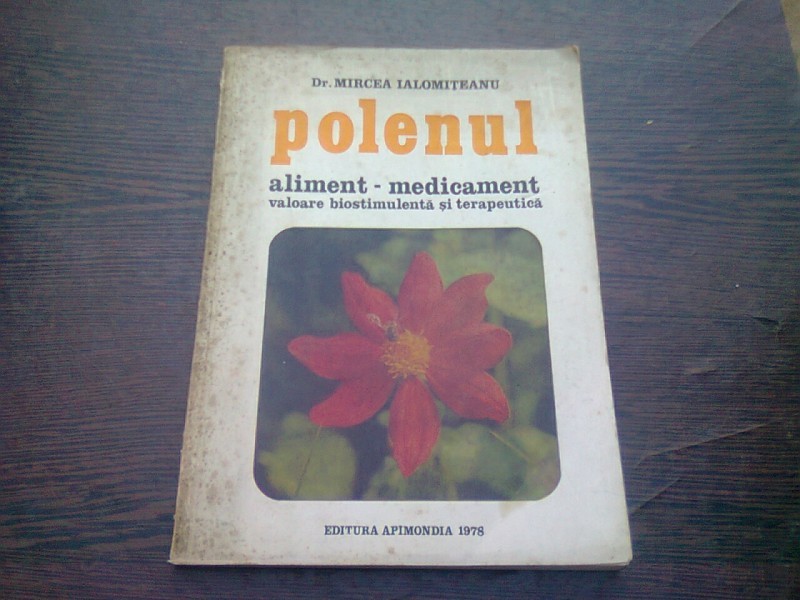 Dr. MIRCEA IALOMIȚEANU
polenul
aliment - medicament
valoare biostimulentă și terapeutică
EDITURA APIMONDIA 1978